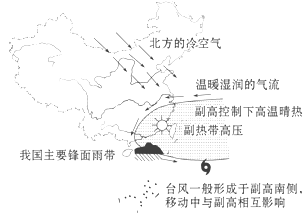 北方的冷空气
温暖湿润的气流
副高控制下高温晴热
副热带高压
我国主要锋面雨带
台风一般形成于副高南侧,
移动中与副高相互影响